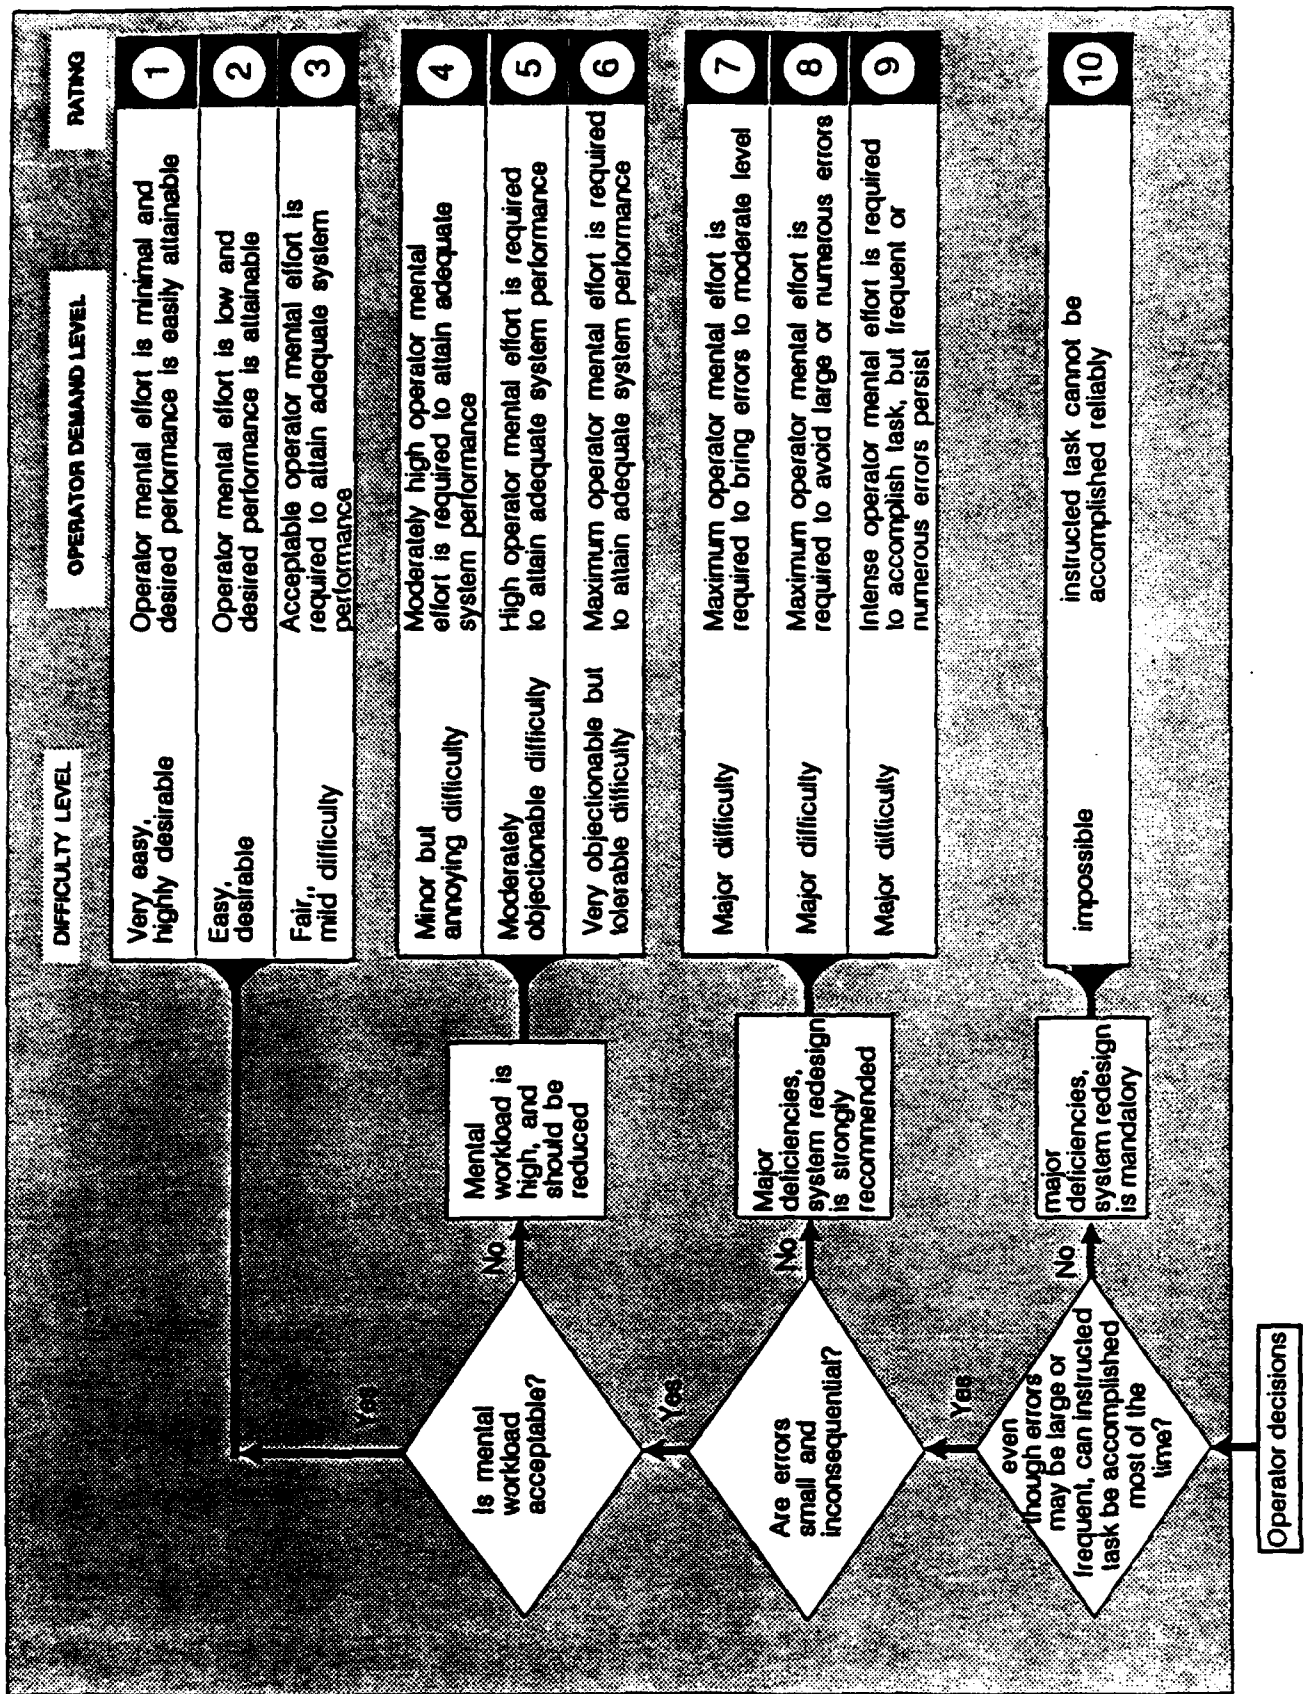 DIFFICULTY LEVEL
OPERATOR DEMAND LEVEL
RATING
Very easy,
highly desirable
Operator mental effort is minimal and
desired performance is easily attainable
1
Easy,
desirable
Operator mental effort is low and
desired performance is attainable
2
Fair,,
mild difficulty
Acceptable operator mental effort is
required to attain adequate system
performance
3
Yes
Is mental
workload
acceptable?
No
Mental
workload is
high, and
should be
reduced
Minor but
annoying difficulty
Moderately high operator mental
effort is required to attain adequate
system performance
4
Moderately
objectionable difficulty
High operator mental effort is required
to attain adequate system performance
5
Very objectionable but
tolerable difficulty
Maximum operator mental effort is required
to attain adequate system performance
6
Yes
Are errors
small and
inconsequential?
No
Major
deficiencies,
system redesign
is strongly
recommended
Major difficulty
Maximum operator mental effort is
required to bring errors to moderate level
7
Major difficulty
Maximum operator mental effort is
required to avoid large or numerous errors
8
Major difficulty
Intense operator mental effort is required
to accomplish task, but frequent or
numerous errors persist
9
Yes
even
though errors
may be large or
frequent, can instructed
task be accomplished
most of the
time?
No
major
deficiencies,
system redesign
is mandatory
impossible
instructed task cannot be
accomplished reliably
10
Operator decisions